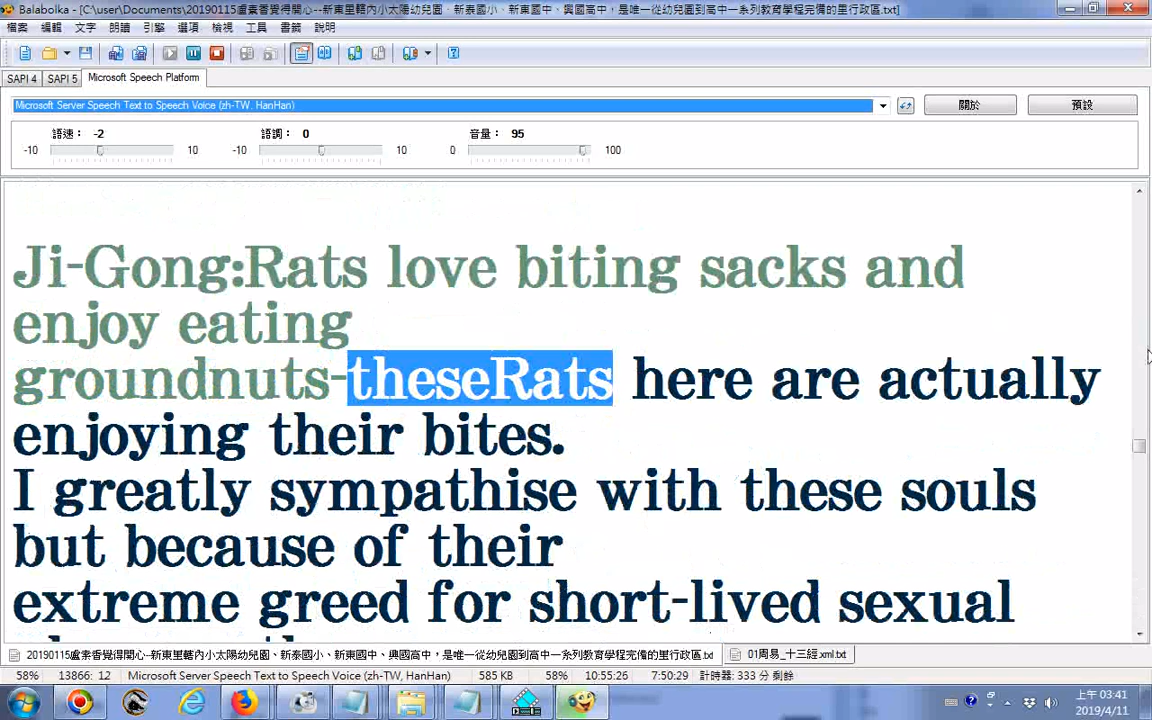 Balabolka - [C:\user\Documents\20190115盧素香覺得開心--新東里轄內小太陽幼兒園、新泰國小、新東國中、興國高中，是唯一從幼兒園到高中一系列教育學程完備的里行政區.txt]
檔案 編輯 文字 朗讀 引擎 選項 檢視 工具 書籤 說明
SAPI 4 SAPI 5 Microsoft Speech Platform
Microsoft Server Speech Text to Speech Voice (zh-TW, HanHan) 關於 預設
語速： -2 語調： 0 音量： 95
-10 10 -10 10 0 100
Ji-Gong:Rats love biting sacks and
enjoy eating
groundnuts-theseRats here are actually
enjoying their bites.
I greatly sympathise with these souls
but because of their
extreme greed for short-lived sexual
20190115盧素香覺得開心--新東里轄內小太陽幼兒園、新泰國小、新東國中、興國高中，是唯一從幼兒園到高中一系列教育學程完備的里行政區.txt 01周易_十三經.xml.txt
58% 13866: 12 Microsoft Server Speech Text to Speech Voice (zh-TW, HanHan) 585 KB 58% 10:55:26 7:50:29 計時器: 333 分 剩餘
上午 03:41
2019/4/11